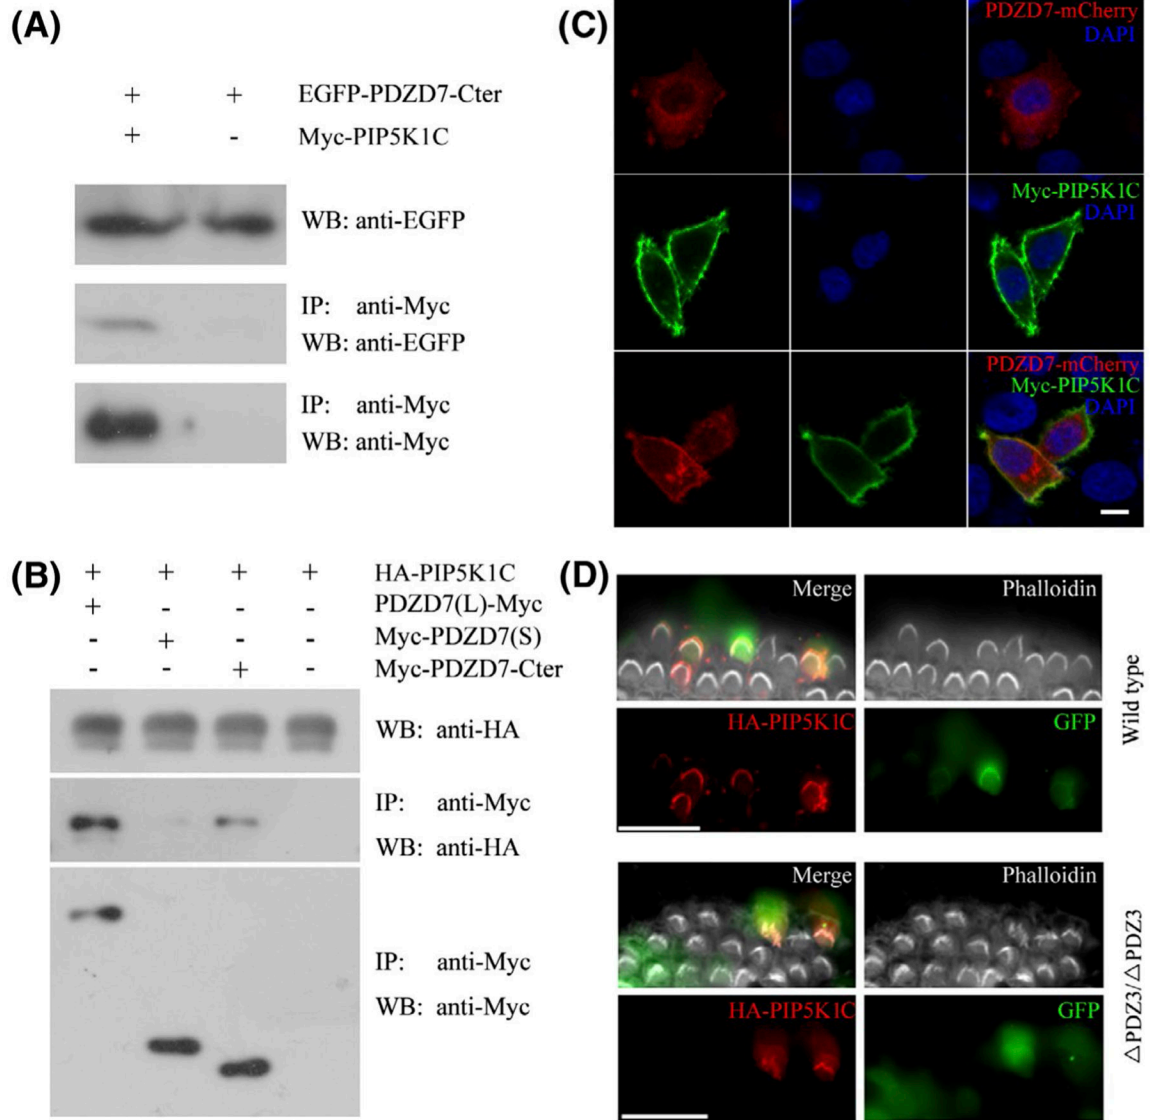 (A)
+ + EGFP-PDZD7-Cter
+ - Myc-PIP5K1C
WB: anti-EGFP
IP: anti-Myc
WB: anti-EGFP
IP: anti-Myc
WB: anti-Myc
(B)
+ + + + HA-PIP5K1C
+ - - - PDZD7(L)-Myc
- + - - Myc-PDZD7(S)
- - + - Myc-PDZD7-Cter
WB: anti-HA
IP: anti-Myc
WB: anti-HA
IP: anti-Myc
WB: anti-Myc
(C)
PDZD7-mCherry
DAPI
Myc-PIP5K1C
DAPI
PDZD7-mCherry
Myc-PIP5K1C
DAPI
(D)
Merge
Phalloidin
HA-PIP5K1C
GFP
Wild type
Merge
Phalloidin
HA-PIP5K1C
GFP
△PDZ3/△PDZ3